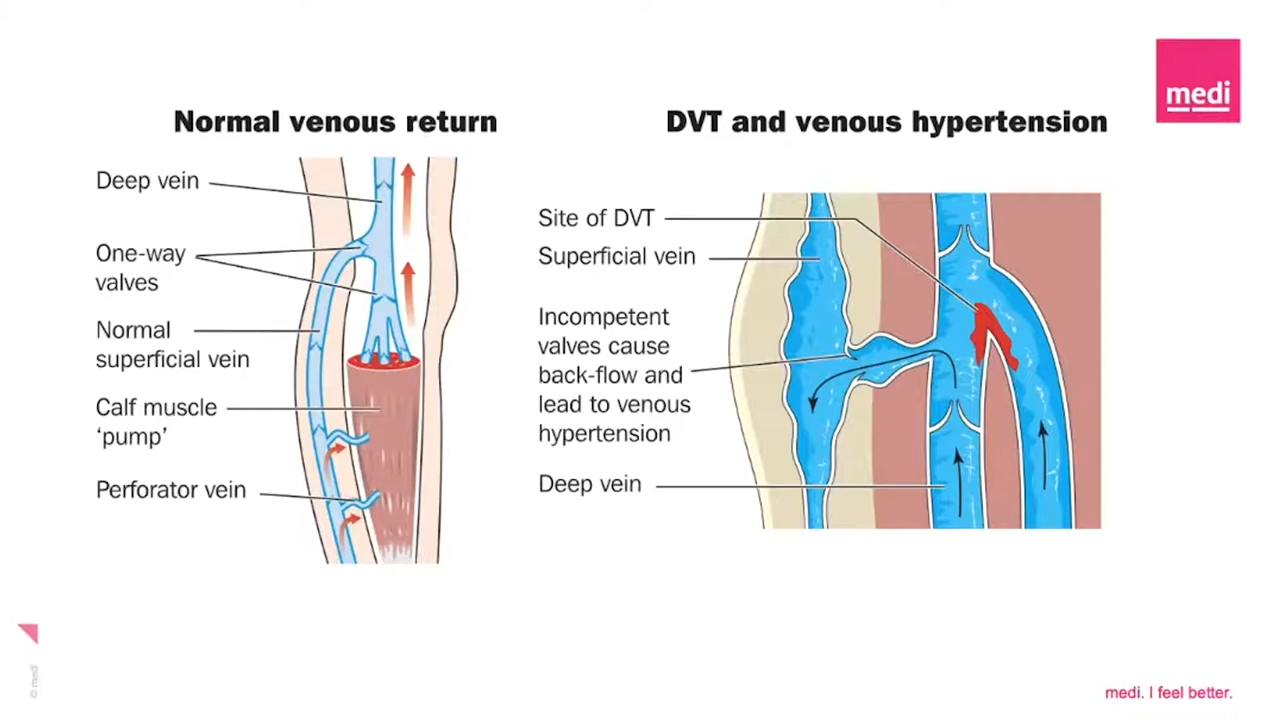 medi
Normal venous return
Deep vein
One-way
valves
Normal
superficial vein
Calf muscle
‘pump’
Perforator vein
DVT and venous hypertension
Site of DVT
Superficial vein
Incompetent
valves cause
back-flow and
lead to venous
hypertension
Deep vein
© medi
medi. I feel better.